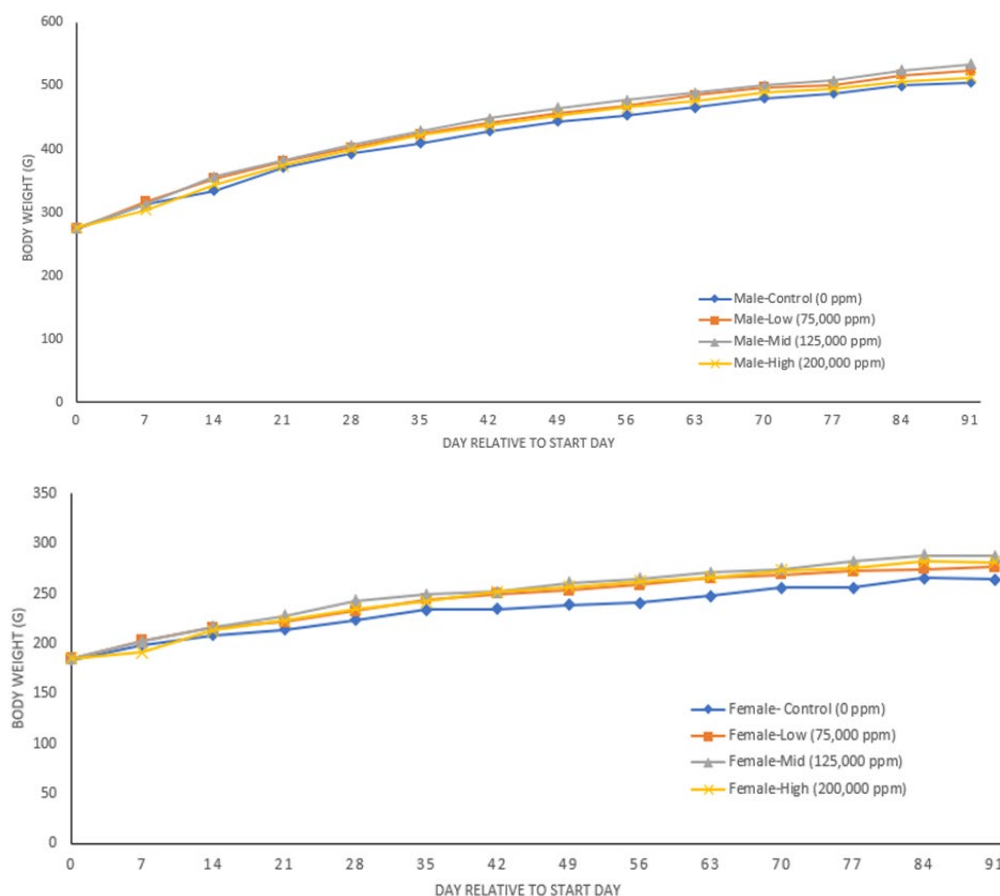 600
500
400
300
200
100
0
BODY WEIGHT (G)
Male-Control (0 ppm)
Male-Low (75,000 ppm)
Male-Mid (125,000 ppm)
Male-High (200,000 ppm)
0 7 14 21 28 35 42 49 56 63 70 77 84 91
DAY RELATIVE TO START DAY
350
300
250
200
150
100
50
0
BODY WEIGHT (G)
Female- Control (0 ppm)
Female-Low (75,000 ppm)
Female-Mid (125,000 ppm)
Female-High (200,000 ppm)
0 7 14 21 28 35 42 49 56 63 70 77 84 91
DAY RELATIVE TO START DAY